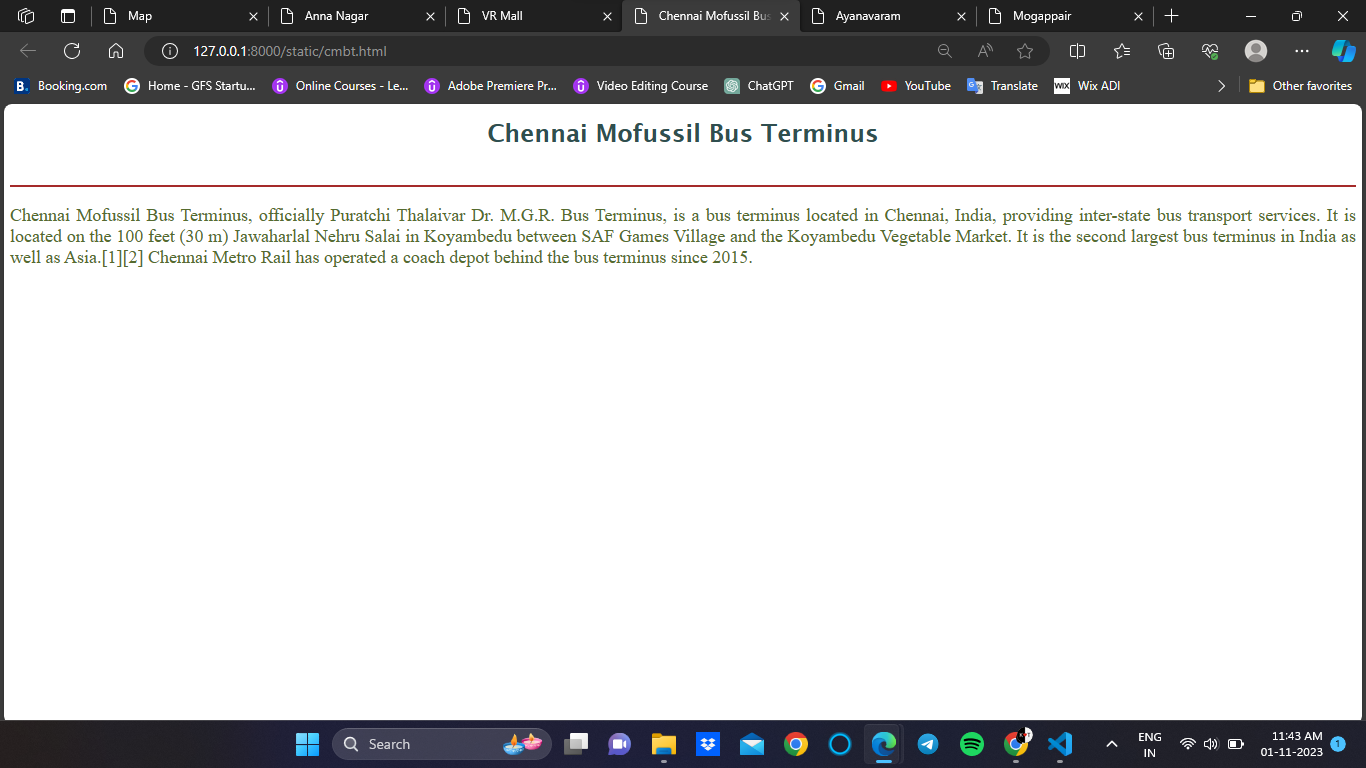 Map
Anna Nagar
VR Mall
Chennai Mofussil Bus
Ayanavaram
Mogappair
127.0.0.1:8000/static/cmbt.html
Booking.com
Home - GFS Startu...
Online Courses - Le...
Adobe Premiere Pr...
Video Editing Course
ChatGPT
Gmail
YouTube
Translate
Wix ADI
Other favorites
Chennai Mofussil Bus Terminus
Chennai Mofussil Bus Terminus, officially Puratchi Thalaivar Dr. M.G.R. Bus Terminus, is a bus terminus located in Chennai, India, providing inter-state bus transport services. It is
located on the 100 feet (30 m) Jawaharlal Nehru Salai in Koyambedu between SAF Games Village and the Koyambedu Vegetable Market. It is the second largest bus terminus in India as
well as Asia.[1][2] Chennai Metro Rail has operated a coach depot behind the bus terminus since 2015.
Search
ENG
IN
11:43 AM
01-11-2023
1